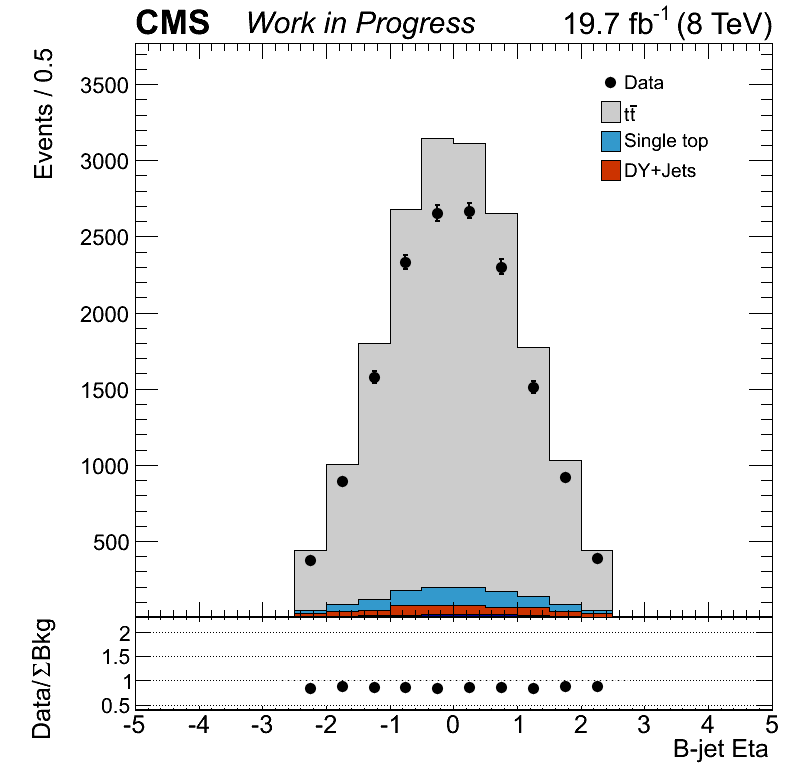 CMS Work in Progress 19.7 fb-1 (8 TeV)
Events / 0.5
3500
3000
2500
2000
1500
1000
500
Data
tt̄
Single top
DY+Jets
Data/ΣBkg
2
1.5
1
0.5
-5 -4 -3 -2 -1 0 1 2 3 4 5
B-jet Eta